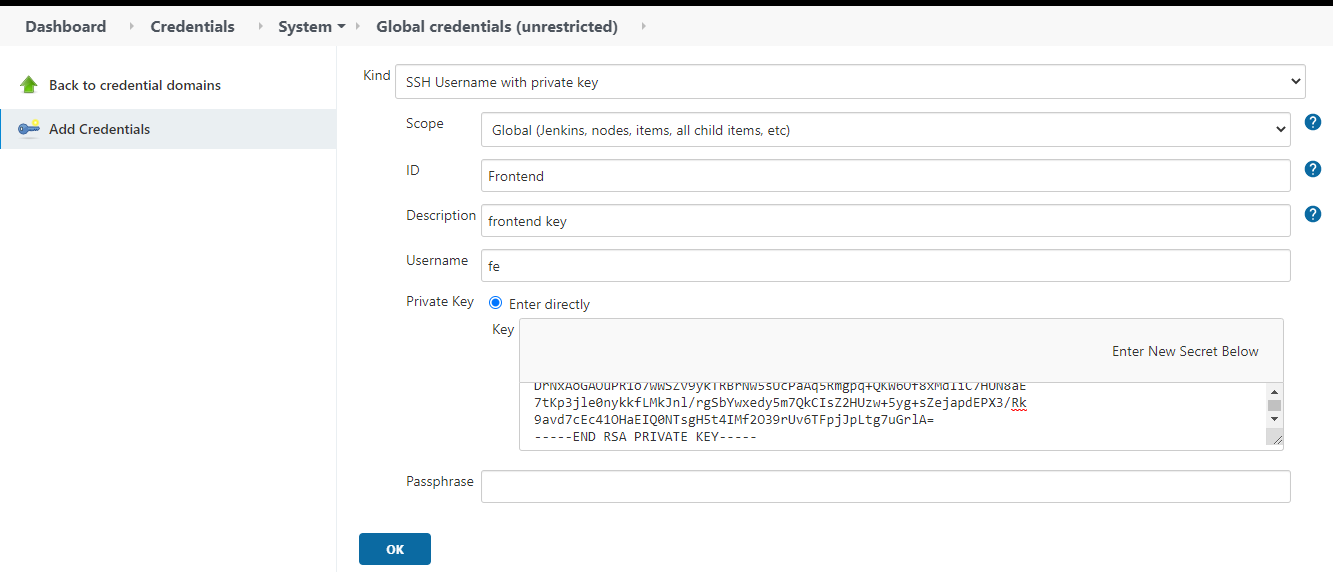 Dashboard Credentials System Global credentials (unrestricted)
Back to credential domains
Add Credentials
Kind SSH Username with private key
Scope Global (Jenkins, nodes, items, all child items, etc)
ID Frontend
Description frontend key
Username fe
Private Key Enter directly
Key
Enter New Secret Below
7tKp3jle0nykkfLMkJnl/rgSbYwxedy5m7QkCIsZ2HUzw+5yg+sZejapdEPX3/Rk
9avd7cEc41OHaEIQ0NTsgH5t4IMf2O39rUv6TFpjJpLtg7uGrlA=
-----END RSA PRIVATE KEY-----
Passphrase
OK